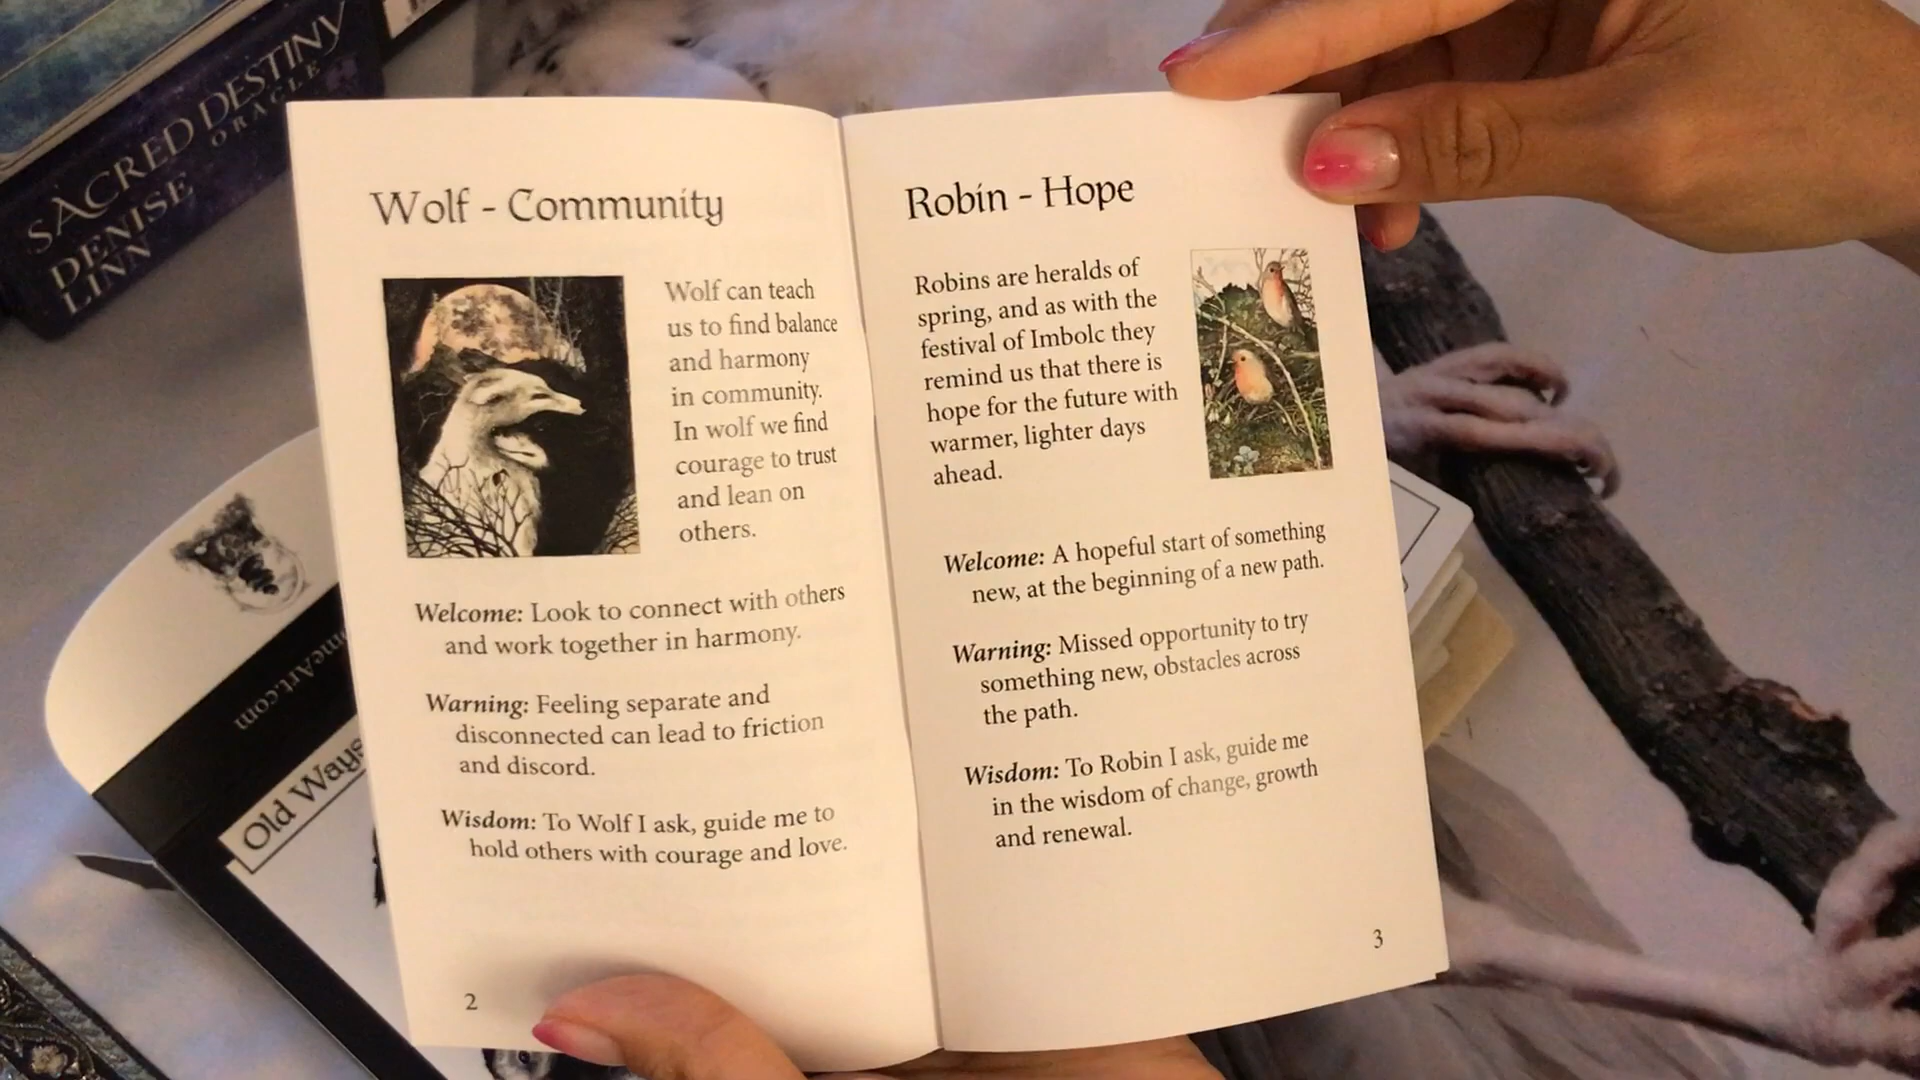 SACRED DESTINY
ORACLE
DENISE
LINN
Wolf - Community
Wolf can teach
us to find balance
and harmony
in community.
In wolf we find
courage to trust
and lean on
others.
Welcome: Look to connect with others
and work together in harmony.
Warning: Feeling separate and
disconnected can lead to friction
and discord.
Wisdom: To Wolf I ask, guide me to
hold others with courage and love.
2
Robin - Hope
Robins are heralds of
spring, and as with the
festival of Imbolc they
remind us that there is
hope for the future with
warmer, lighter days
ahead.
Welcome: A hopeful start of something
new, at the beginning of a new path.
Warning: Missed opportunity to try
something new, obstacles across
the path.
Wisdom: To Robin I ask, guide me
in the wisdom of change, growth
and renewal.
3
meArt.com
Old Ways